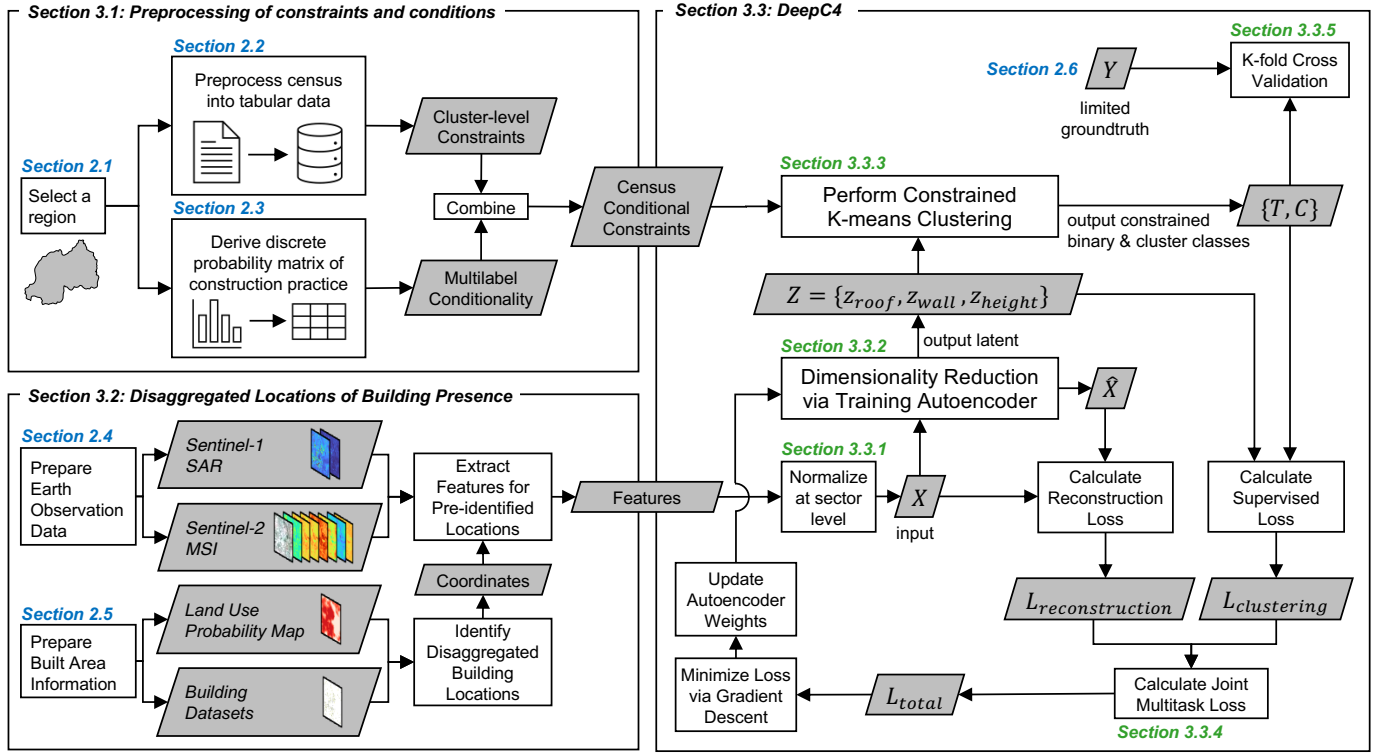 Section 3.1: Preprocessing of constraints and conditions
Section 2.2
Preprocess census
into tabular data
Section 2.1
Select a
region
Section 2.3
Derive discrete
probability matrix of
construction practice
Cluster-level
Constraints
Combine
Multilabel
Conditionality
Census
Conditional
Constraints
Section 3.2: Disaggregated Locations of Building Presence
Section 2.4
Prepare
Earth
Observation
Data
Sentinel-1
SAR
Sentinel-2
MSI
Section 2.5
Prepare
Built Area
Information
Land Use
Probability Map
Building
Datasets
Extract
Features for
Pre-identified
Locations
Coordinates
Identify
Disaggregated
Building
Locations
Features
Section 3.3: DeepC4
Section 3.3.5
K-fold Cross
Validation
Section 2.6
Y
limited
groundtruth
Section 3.3.3
Perform Constrained
K-means Clustering
output constrained
binary & cluster classes
{T, C}
Z = {z_roof, z_wall, z_height}
output latent
Section 3.3.2
Dimensionality Reduction
via Training Autoencoder
X̂
Section 3.3.1
Normalize
at sector
level
X
input
Calculate
Reconstruction
Loss
Calculate
Supervised
Loss
L_reconstruction
L_clustering
Update
Autoencoder
Weights
Minimize Loss
via Gradient
Descent
L_total
Calculate Joint
Multitask Loss
Section 3.3.4